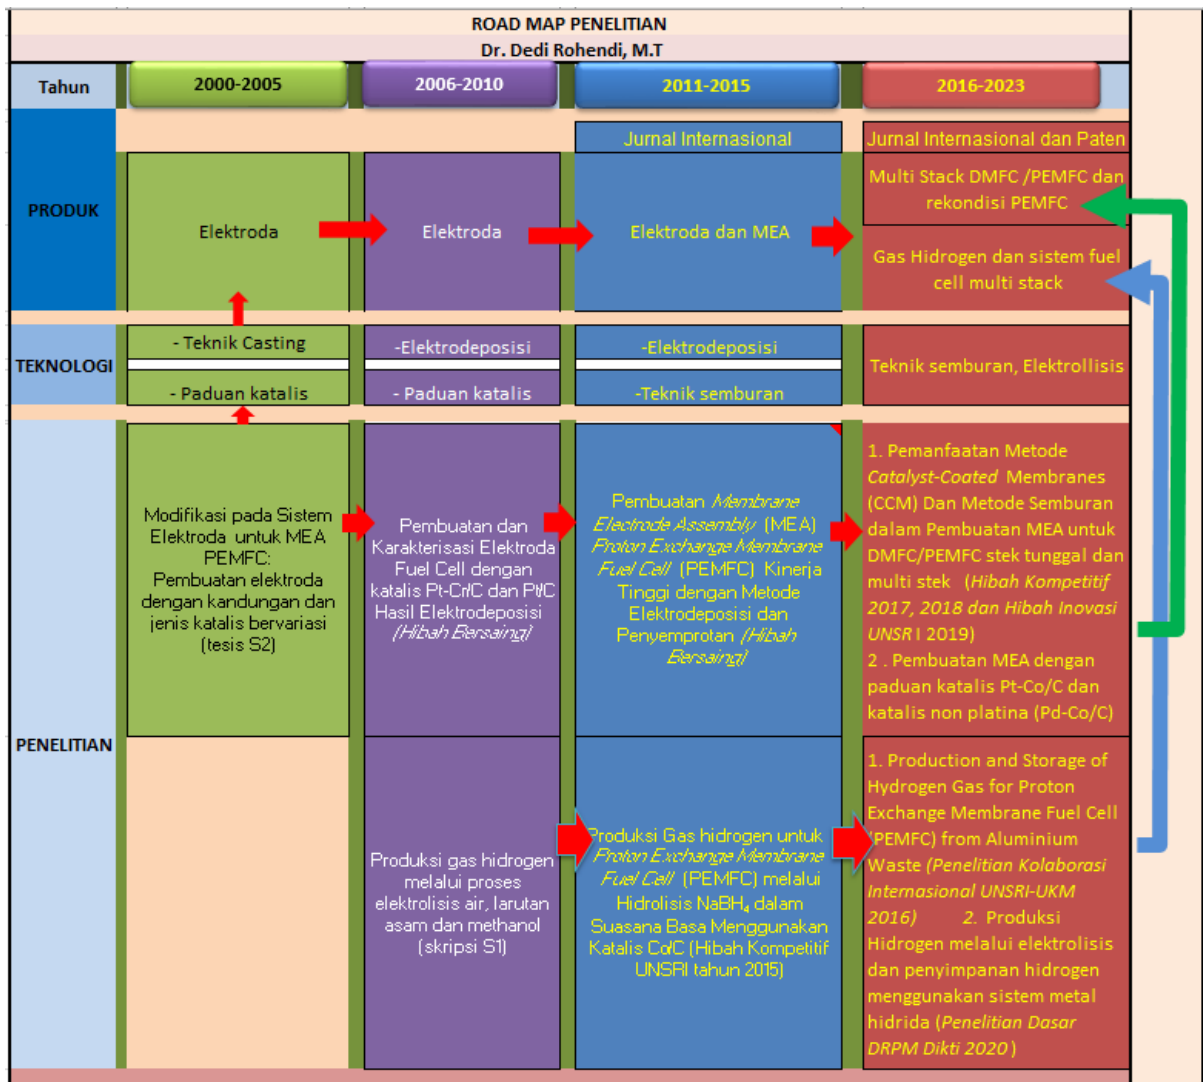 ROAD MAP PENELITIAN
Dr. Dedi Rohendi, M.T
Tahun
2000-2005
2006-2010
2011-2015
2016-2023
Jurnal Internasional
Jurnal Internasional dan Paten
PRODUK
Elektroda
Elektroda
Elektroda dan MEA
Multi Stack DMFC /PEMFC dan
rekondisi PEMFC
Gas Hidrogen dan sistem fuel
cell multi stack
TEKNOLOGI
- Teknik Casting
- Paduan katalis
-Elektrodeposisi
- Paduan katalis
-Elektrodeposisi
-Teknik semburan
Teknik semburan, Elektrollisis
PENELITIAN
Modifikasi pada Sistem
Elektroda untuk MEA
PEMFC:
Pembuatan elektroda
dengan kandungan dan
jenis katalis bervariasi
(tesis S2)
Pembuatan dan
Karakterisasi Elektroda
Fuel Cell dengan
katalis Pt-Cr/C dan Pt/C
Hasil Elektrodeposisi
(Hibah Bersaing)
Pembuatan Membrane
Electrode Assembly (MEA)
Proton Exchange Membrane
Fuel Cell (PEMFC) Kinerja
Tinggi dengan Metode
Elektrodeposisi dan
Penyemprotan (Hibah
Bersaing)
1. Pemanfaatan Metode
Catalyst-Coated Membranes
(CCM) Dan Metode Semburan
dalam Pembuatan MEA untuk
DMFC/PEMFC stek tunggal dan
multi stek (Hibah Kompetitif
2017, 2018 dan Hibah Inovasi
UNSR I 2019)
2 . Pembuatan MEA dengan
paduan katalis Pt-Co/C dan
katalis non platina (Pd-Co/C)
Produksi gas hidrogen
melalui proses
elektrolisis air, larutan
asam dan methanol
(skripsi S1)
Produksi Gas hidrogen untuk
Proton Exchange Membrane
Fuel Cell (PEMFC) melalui
Hidrolisis NaBH₄ dalam
Suasana Basa Menggunakan
Katalis Co/C (Hibah Kompetitif
UNSRI tahun 2015)
1. Production and Storage of
Hydrogen Gas for Proton
Exchange Membrane Fuel Cell
(PEMFC) from Aluminium
Waste (Penelitian Kolaborasi
Internasional UNSRI-UKM
2016) 2. Produksi
Hidrogen melalui elektrolisis
dan penyimpanan hidrogen
menggunakan sistem metal
hidrida (Penelitian Dasar
DRPM Dikti 2020 )